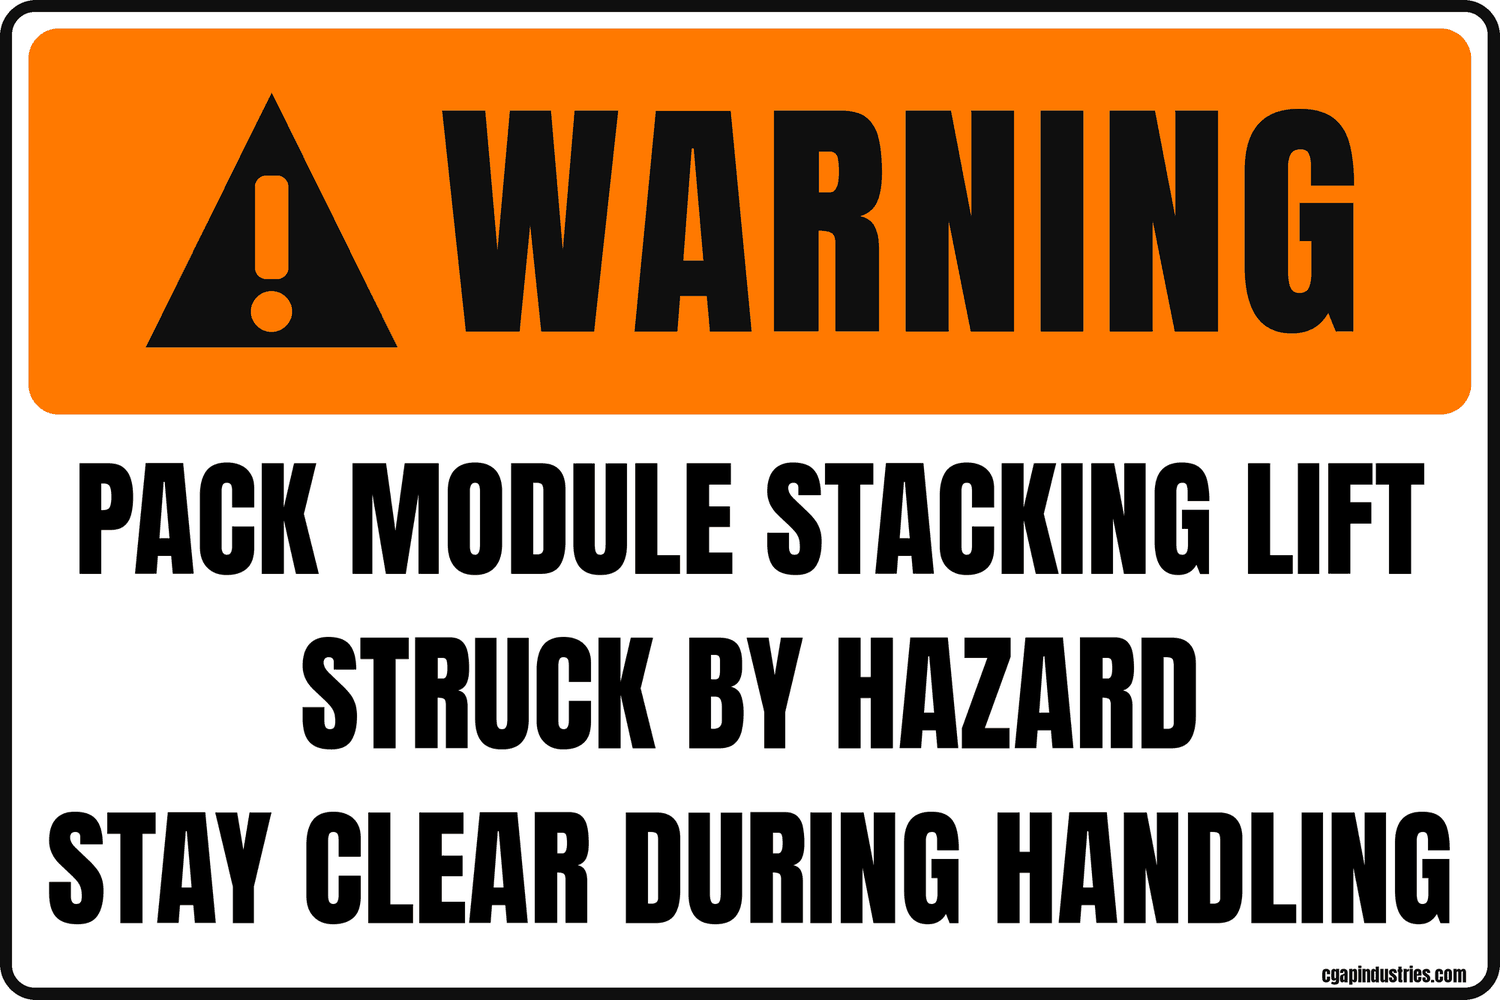 WARNING
PACK MODULE STACKING LIFT
STRUCK BY HAZARD
STAY CLEAR DURING HANDLING
cgapindustries.com